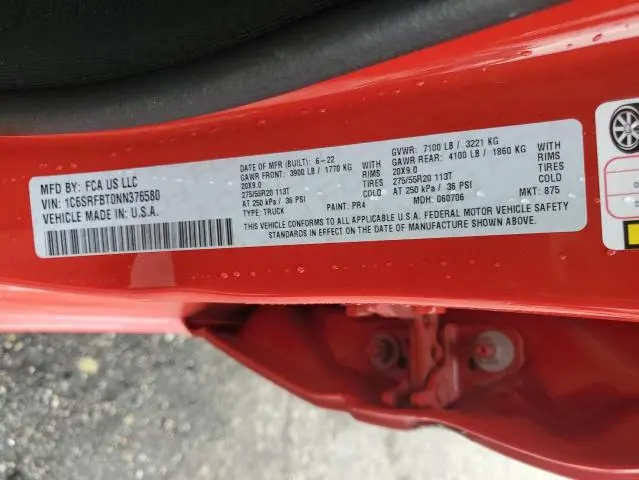 MFD BY: FCA US LLC
VIN: 1C6SRFBT0NN376580
VEHICLE MADE IN U.S.A.
DATE OF MFR (BUILT): 6-22
GAWR FRONT: 3900 LB / 1770 KG WITH
20X9.0 RIMS
275/55R20 113T TIRES
AT 250 kPa / 36 PSI COLD
TYPE: TRUCK PAINT: PR4
GVWR: 7100 LB / 3221 KG
GAWR REAR: 4100 LB / 1860 KG WITH
20X9.0 RIMS
275/55R20 113T TIRES
AT 250 kPa / 36 PSI COLD
MDH: 060706 MKT: 875
THIS VEHICLE CONFORMS TO ALL APPLICABLE U.S.A. FEDERAL MOTOR VEHICLE SAFETY
STANDARDS IN EFFECT ON THE DATE OF MANUFACTURE SHOWN ABOVE.